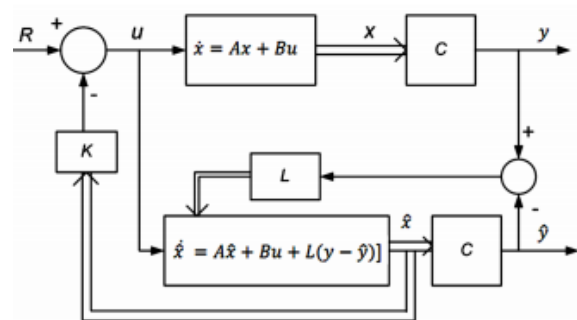 +
R
u
ẋ = Ax + Bu
x
C
y
-
K
L
+
-
x̂
ẋ̂ = Ax̂ + Bu + L(y − ŷ)]
C
ŷ